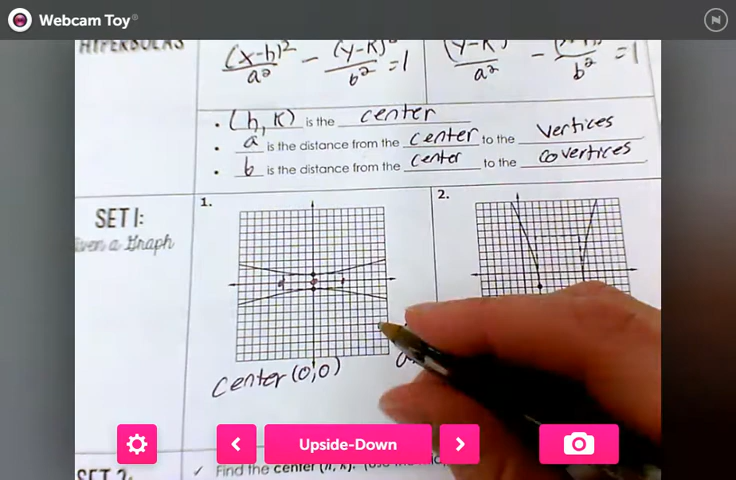 Webcam Toy
HYPERBOLAS
(x-h)² / a² - (y-k)² / b² = 1
(y-k)² / a² - / b² = 1
• (h, k) is the center
• a is the distance from the center to the vertices
• b is the distance from the center to the covertices
SET 1:
Given a Graph
1.
2.
center (0,0)
a
Upside-Down
SET 2
✓ Find the center (h, k).